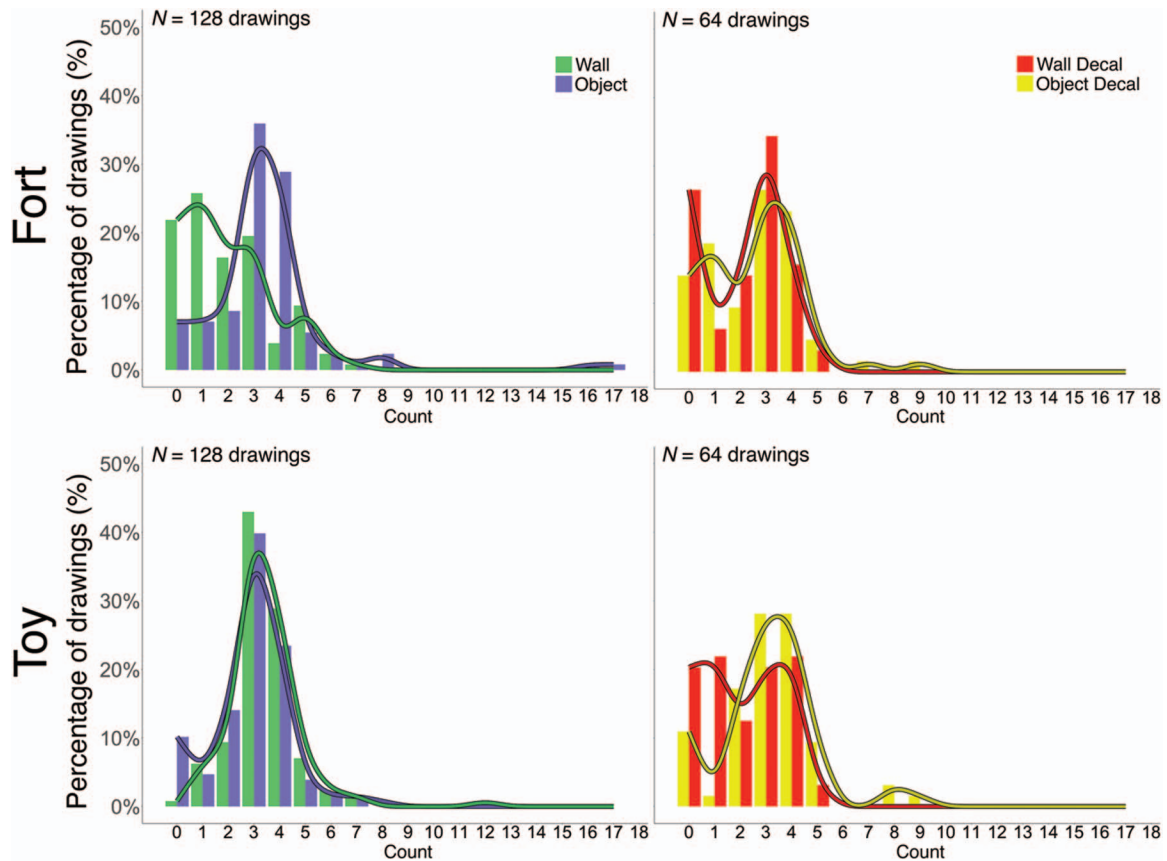 Fort
Percentage of drawings (%)
N = 128 drawings
50%
40%
30%
20%
10%
0%
Wall
Object
0 1 2 3 4 5 6 7 8 9 10 11 12 13 14 15 16 17 18
Count
N = 64 drawings
Wall Decal
Object Decal
0 1 2 3 4 5 6 7 8 9 10 11 12 13 14 15 16 17 18
Count
Toy
Percentage of drawings (%)
N = 128 drawings
50%
40%
30%
20%
10%
0%
0 1 2 3 4 5 6 7 8 9 10 11 12 13 14 15 16 17 18
Count
N = 64 drawings
0 1 2 3 4 5 6 7 8 9 10 11 12 13 14 15 16 17 18
Count